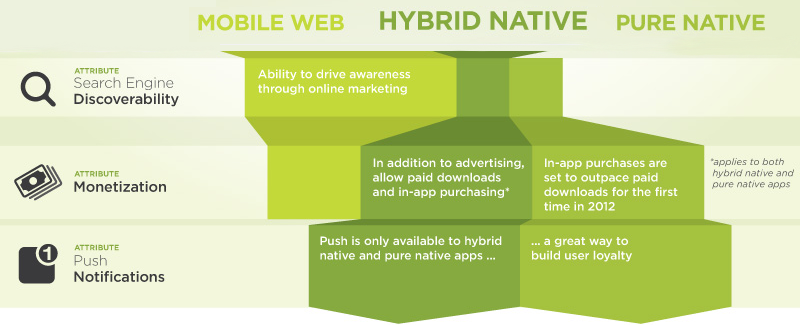 MOBILE WEB
HYBRID NATIVE
PURE NATIVE
ATTRIBUTE
Search Engine
Discoverability
Ability to drive awareness
through online marketing
ATTRIBUTE
Monetization
In addition to advertising,
allow paid downloads
and in-app purchasing*
In-app purchases are
set to outpace paid
downloads for the first
time in 2012
*applies to both
hybrid native and
pure native apps
1
ATTRIBUTE
Push
Notifications
Push is only available to hybrid
native and pure native apps ...
... a great way to
build user loyalty